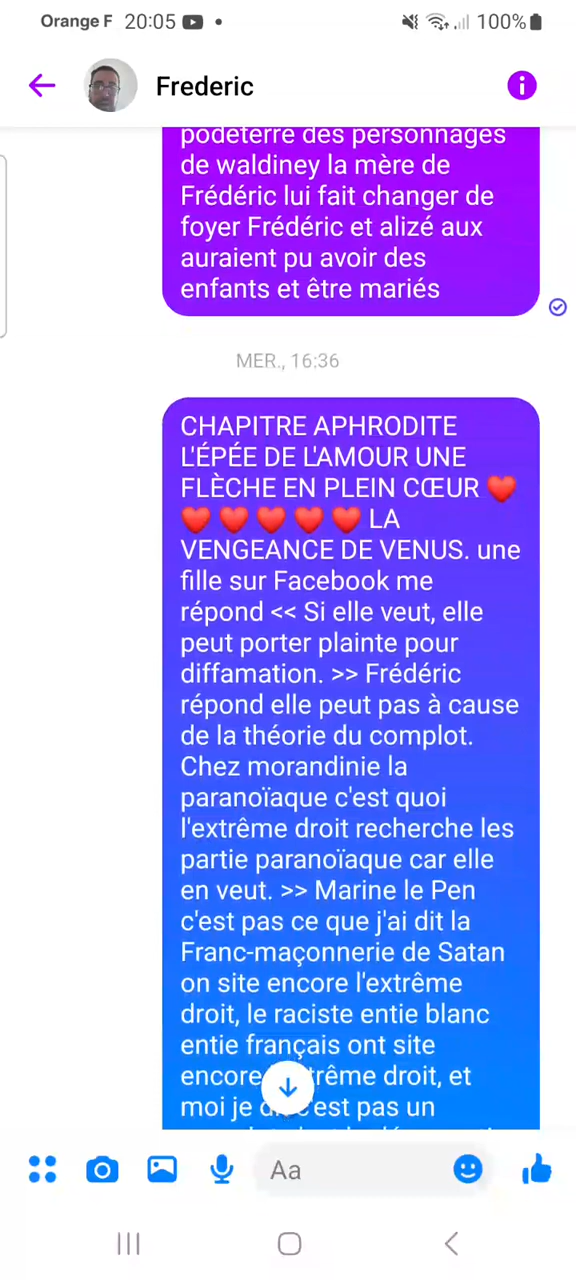 Orange F 20:05 100%
Frederic
podeterre des personnages
de waldiney la mère de
Frédéric lui fait changer de
foyer Frédéric et alizé aux
auraient pu avoir des
enfants et être mariés
MER., 16:36
CHAPITRE APHRODITE
L'ÉPÉE DE L'AMOUR UNE
FLÈCHE EN PLEIN CŒUR ❤️
❤️ ❤️ ❤️ ❤️ ❤️ LA
VENGEANCE DE VENUS. une
fille sur Facebook me
répond << Si elle veut, elle
peut porter plainte pour
diffamation. >> Frédéric
répond elle peut pas à cause
de la théorie du complot.
Chez morandinie la
paranoïaque c'est quoi
l'extrême droit recherche les
partie paranoïaque car elle
en veut. >> Marine le Pen
c'est pas ce que j'ai dit la
Franc-maçonnerie de Satan
on site encore l'extrême
droit, le raciste entie blanc
entie français ont site
encore trême droit, et
moi je c'est pas un
Aa